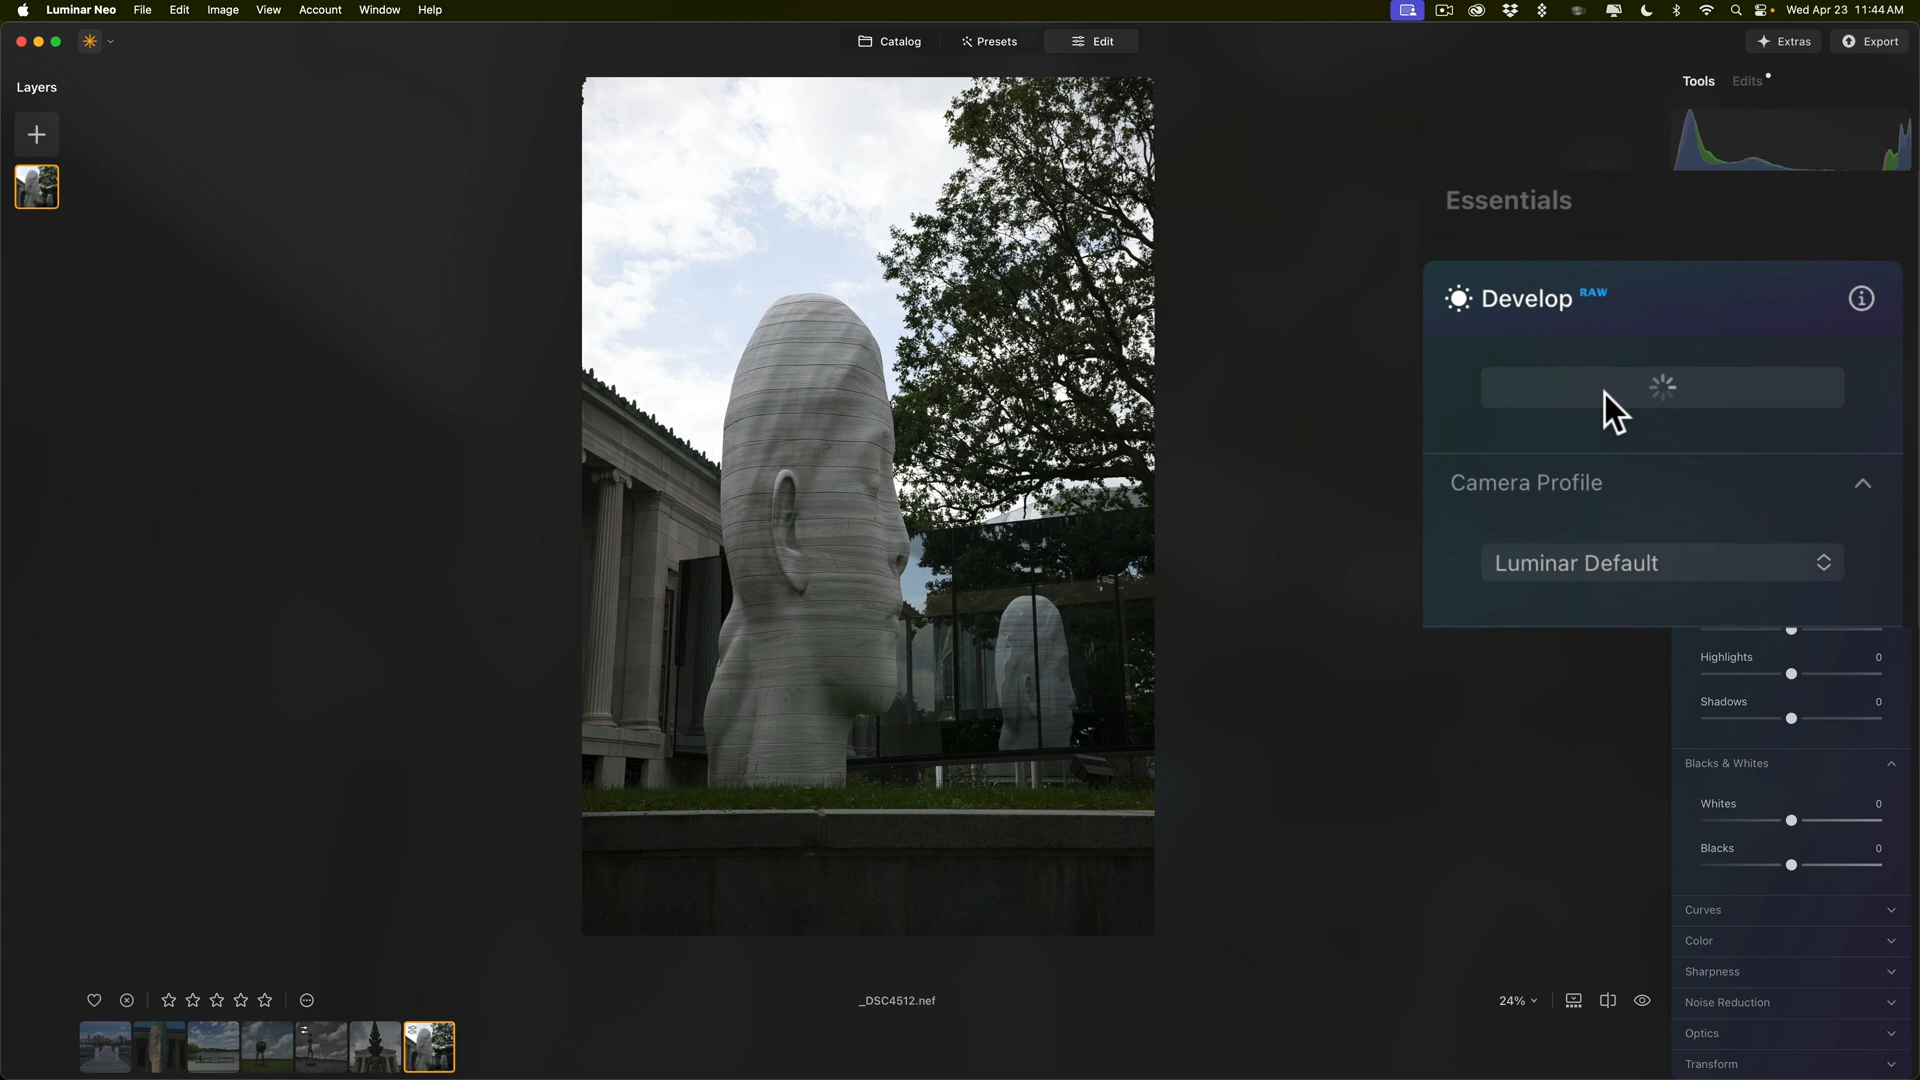 Luminar Neo File Edit Image View Account Window Help Wed Apr 23 11:44 AM
Catalog Presets Edit Extras Export
Layers
Tools Edits
Essentials
Develop RAW
Camera Profile
Luminar Default
Highlights 0
Shadows 0
Blacks & Whites
Whites 0
Blacks 0
Curves
Color
Sharpness
Noise Reduction
Optics
Transform
_DSC4512.nef 24%